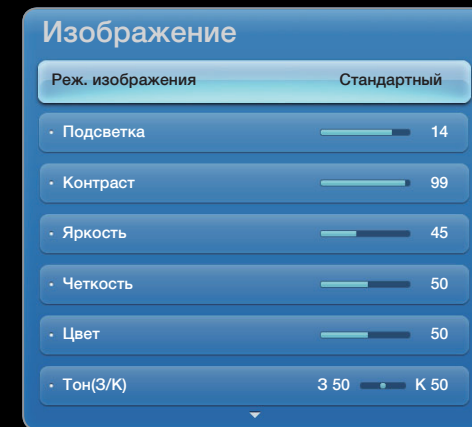 Изображение
Реж. изображения Стандартный
· Подсветка 14
· Контраст 99
· Яркость 45
· Четкость 50
· Цвет 50
· Тон(З/К) З 50 К 50